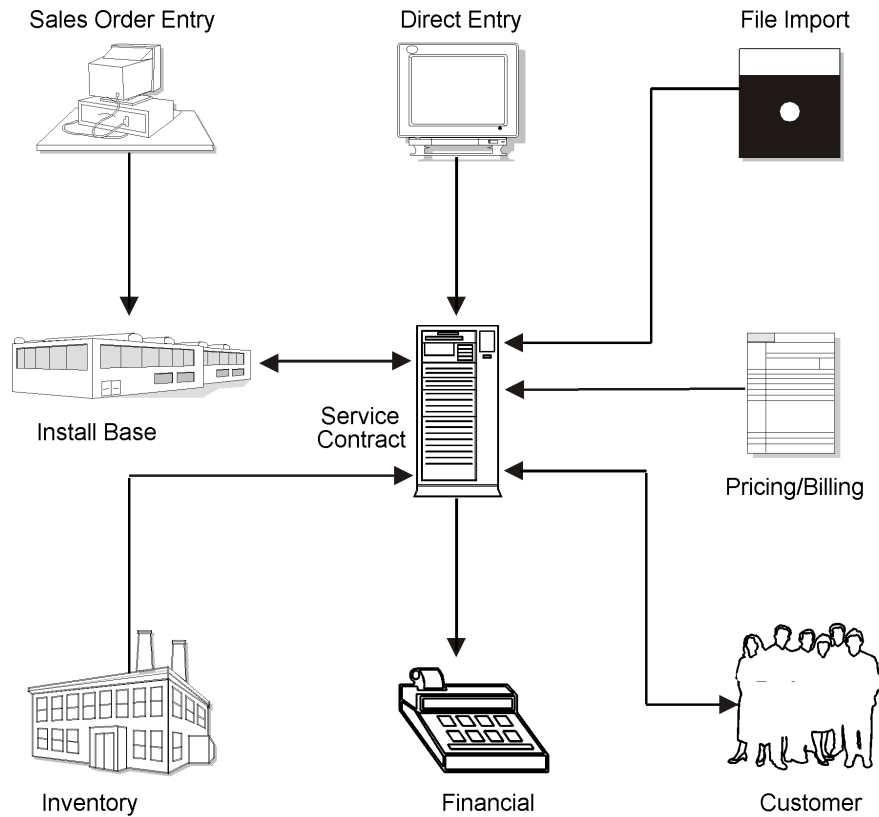 Sales Order Entry
Direct Entry
File Import
Install Base
Service
Contract
Pricing/Billing
Inventory
Financial
Customer